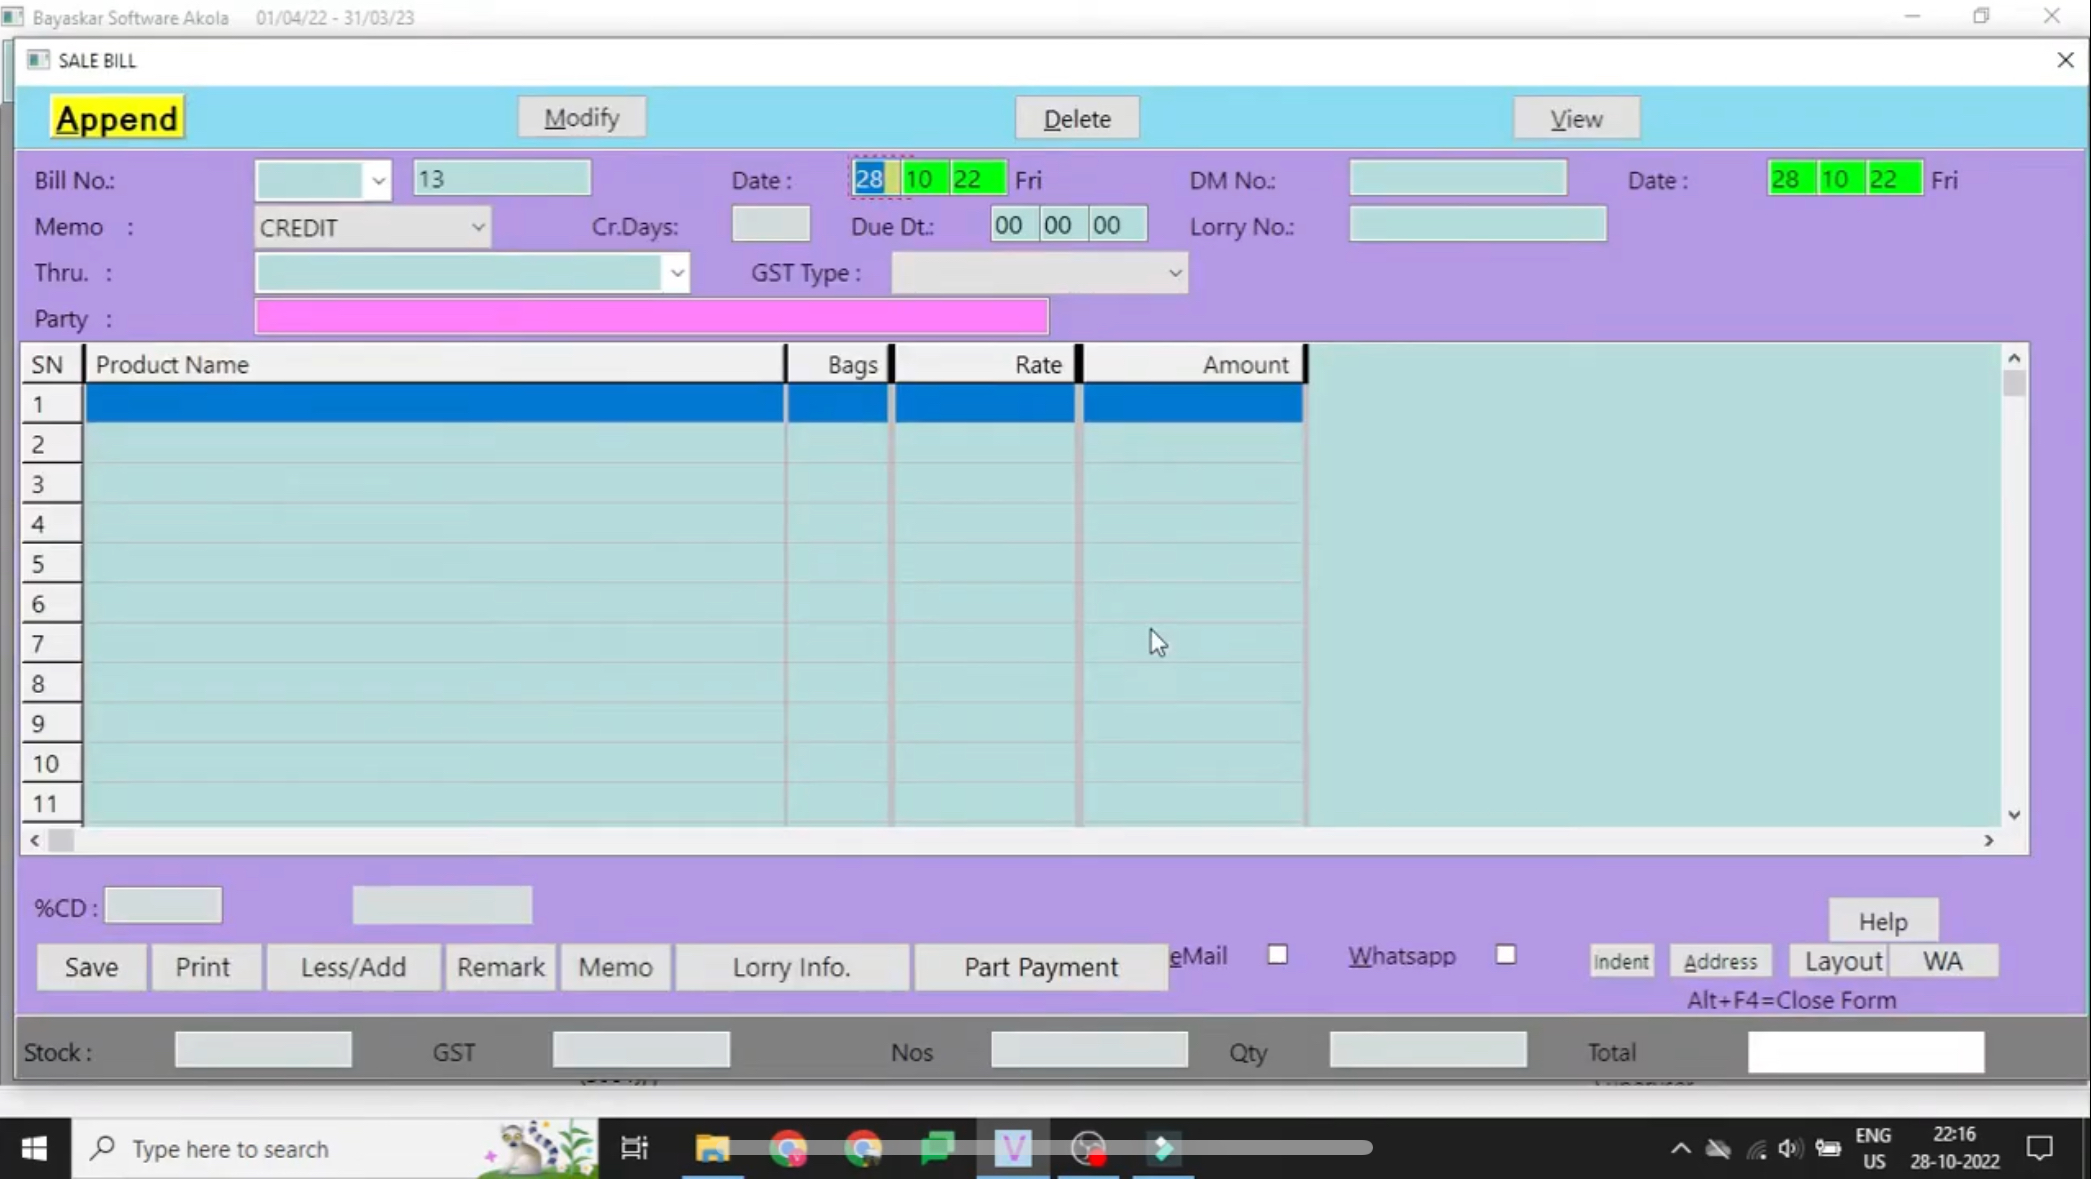 Bayaskar Software Akola 01/04/22 - 31/03/23
SALE BILL
Append Modify Delete View
Bill No.: 13 Date : 28 10 22 Fri DM No.: Date : 28 10 22 Fri
Memo : CREDIT Cr.Days: Due Dt.: 00 00 00 Lorry No.:
Thru. : GST Type :
Party :
SN Product Name Bags Rate Amount
1
2
3
4
5
6
7
8
9
10
11
%CD :
Help
Save Print Less/Add Remark Memo Lorry Info. Part Payment eMail Whatsapp Indent Address Layout WA
Alt+F4=Close Form
Stock : GST Nos Qty Total
Type here to search
ENG
US
22:16
28-10-2022